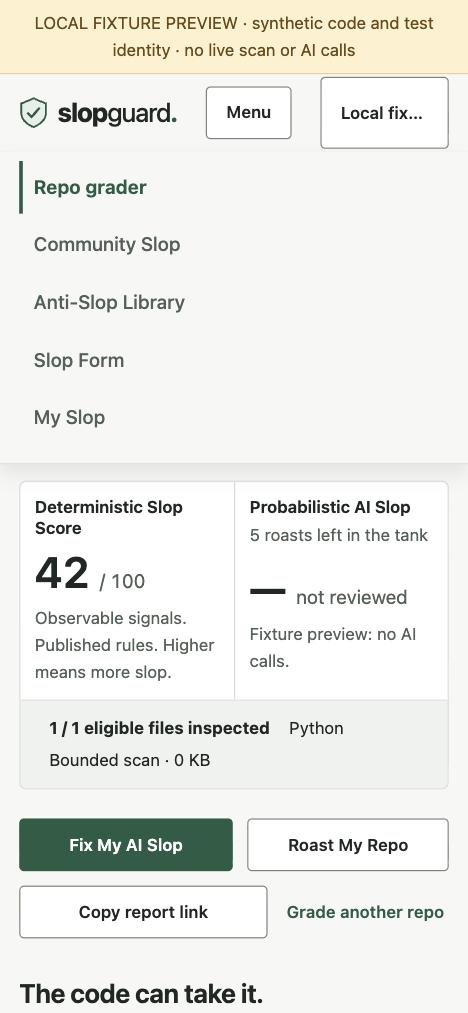 LOCAL FIXTURE PREVIEW · synthetic code and test
identity · no live scan or AI calls
slopguard.
Menu
Local fix...
Repo grader
Community Slop
Anti-Slop Library
Slop Form
My Slop
Deterministic Slop
Score
42 / 100
Observable signals.
Published rules. Higher
means more slop.
Probabilistic AI Slop
5 roasts left in the tank
— not reviewed
Fixture preview: no AI
calls.
1 / 1 eligible files inspected Python
Bounded scan · 0 KB
Fix My AI Slop
Roast My Repo
Copy report link
Grade another repo
The code can take it.